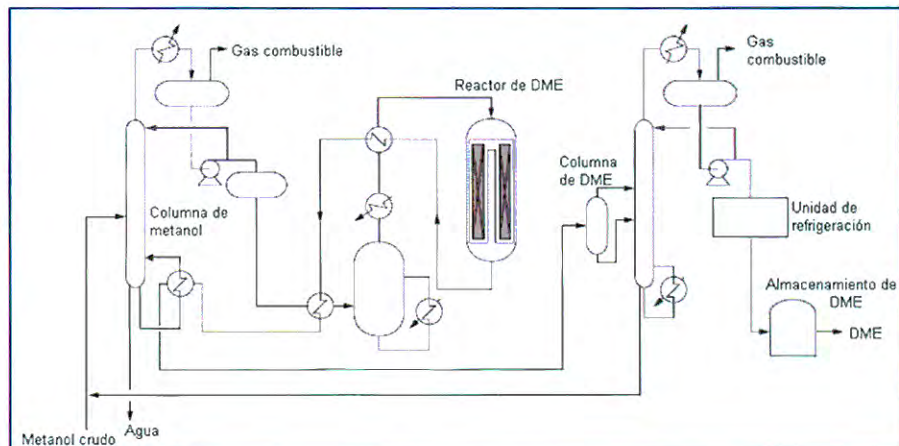 Gas combustible
Reactor de DME
Gas
combustible
Columna
de DME
Columna de
metanol
Unidad de
refrigeración
Almacenamiento de
DME
DME
Metanol crudo
Agua